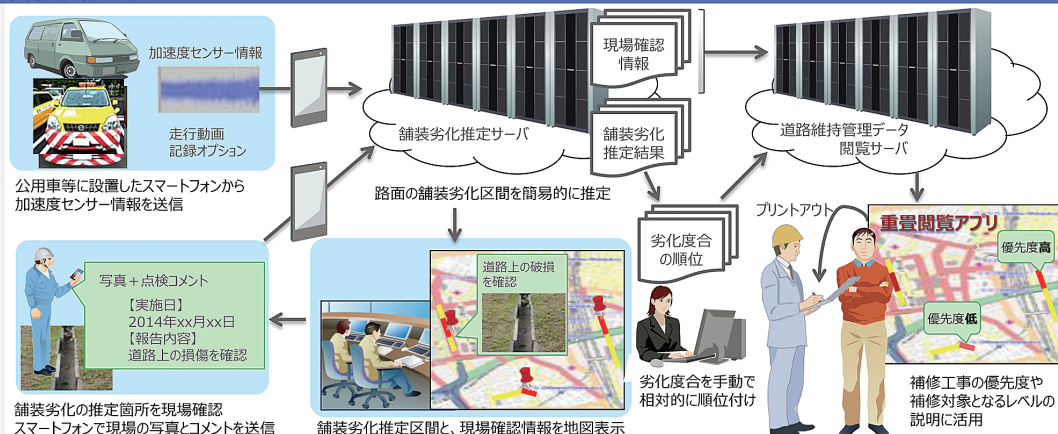 加速度センサー情報
走行動画
記録オプション
公用車等に設置したスマートフォンから
加速度センサー情報を送信
舗装劣化推定サーバ
路面の舗装劣化区間を簡易的に推定
現場確認
情報
舗装劣化
推定結果
道路維持管理データ
閲覧サーバ
劣化度合
の順位
プリントアウト
重畳閲覧アプリ
優先度高
優先度低
写真+点検コメント
【実施日】
2014年xx月xx日
【報告内容】
道路上の損傷を確認
道路上の破損
を確認
劣化度合を手動で
相対的に順位付け
補修工事の優先度や
補修対象となるレベルの
説明に活用
舗装劣化の推定箇所を現場確認
スマートフォンで現場の写真とコメントを送信
舗装劣化推定区間と、現場確認情報を地図表示